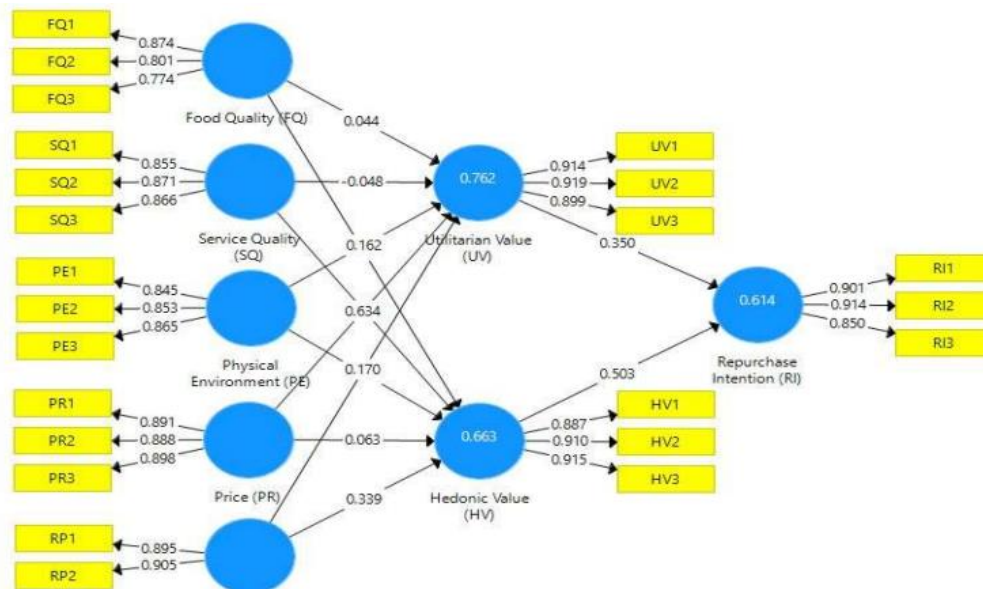 FQ1
0.874
FQ2
0.801
0.774
FQ3
Food Quality (FQ)
0.044
SQ1
0.855
SQ2
0.871
0.866
SQ3
Service Quality
(SQ)
-0.048
0.762
Utilitarian Value
(UV)
UV1
0.914
UV2
0.919
0.899
UV3
0.162
0.350
PE1
0.845
PE2
0.853
0.865
PE3
Physical
Environment (PE)
0.634
0.170
0.614
Repurchase
Intention (RI)
RI1
0.901
0.914
RI2
0.850
RI3
0.503
PR1
0.891
PR2
0.888
0.898
PR3
Price (PR)
0.063
0.663
Hedonic Value
(HV)
HV1
0.887
0.910
HV2
0.915
HV3
0.339
RP1
0.895
0.905
RP2